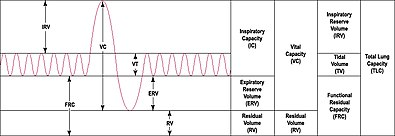 IRV
VC
VT
ERV
FRC
RV
Inspiratory
Capacity
(IC)
Expiratory
Reserve
Volume
(ERV)
Residual
Volume
(RV)
Vital
Capacity
(VC)
Residual
Volume
(RV)
Inspiratory
Reserve
Volume
(IRV)
Tidal
Volume
(TV)
Functional
Residual
Capacity
(FRC)
Total Lung
Capacity
(TLC)